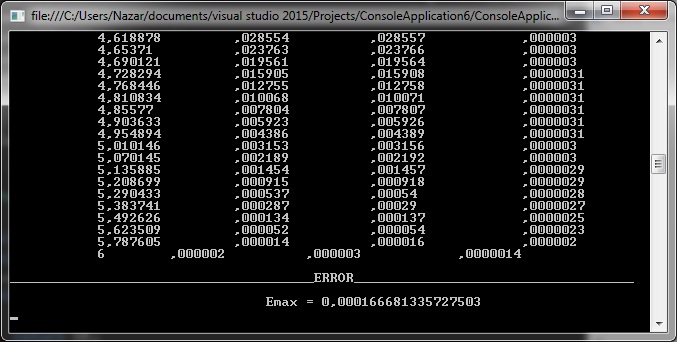 file:///C:/Users/Nazar/documents/visual studio 2015/Projects/ConsoleApplication6/ConsoleApplic...
4,618878 ,028554 ,028557 ,000003
4,65371 ,023763 ,023766 ,000003
4,690121 ,019561 ,019564 ,000003
4,728294 ,015905 ,015908 ,0000031
4,768446 ,012755 ,012758 ,0000031
4,810834 ,010068 ,010071 ,0000031
4,85577 ,007804 ,007807 ,0000031
4,903633 ,005923 ,005926 ,0000031
4,954894 ,004386 ,004389 ,0000031
5,010146 ,003153 ,003156 ,000003
5,070145 ,002189 ,002192 ,000003
5,135885 ,001454 ,001457 ,0000029
5,208699 ,000915 ,000918 ,0000029
5,290433 ,000537 ,00054 ,0000028
5,383741 ,000287 ,00029 ,0000027
5,492626 ,000134 ,000137 ,0000025
5,623509 ,000052 ,000054 ,0000023
5,787605 ,000014 ,000016 ,000002
6 ,000002 ,000003 ,0000014
ERROR
Emax = 0,000166681335727503